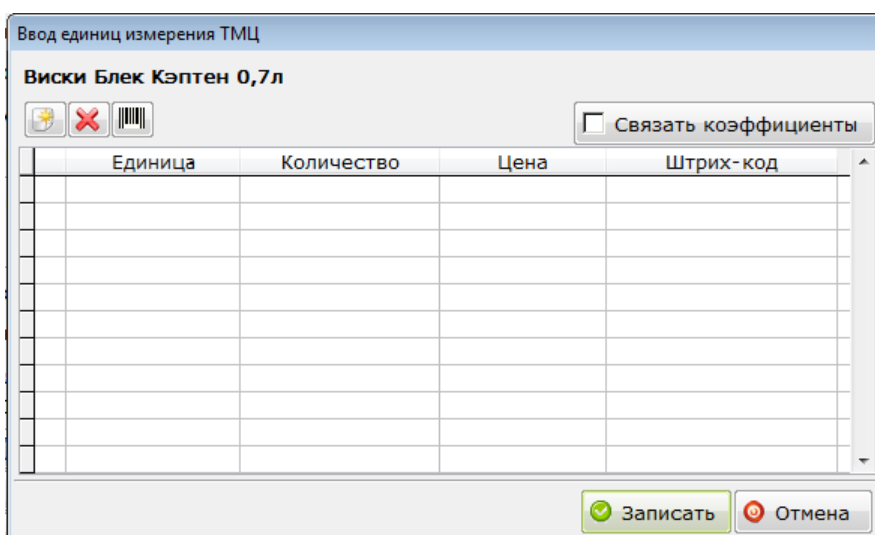 Ввод единиц измерения ТМЦ
Виски Блек Кэптен 0,7л
Связать коэффициенты
Единица Количество Цена Штрих-код
Записать Отмена